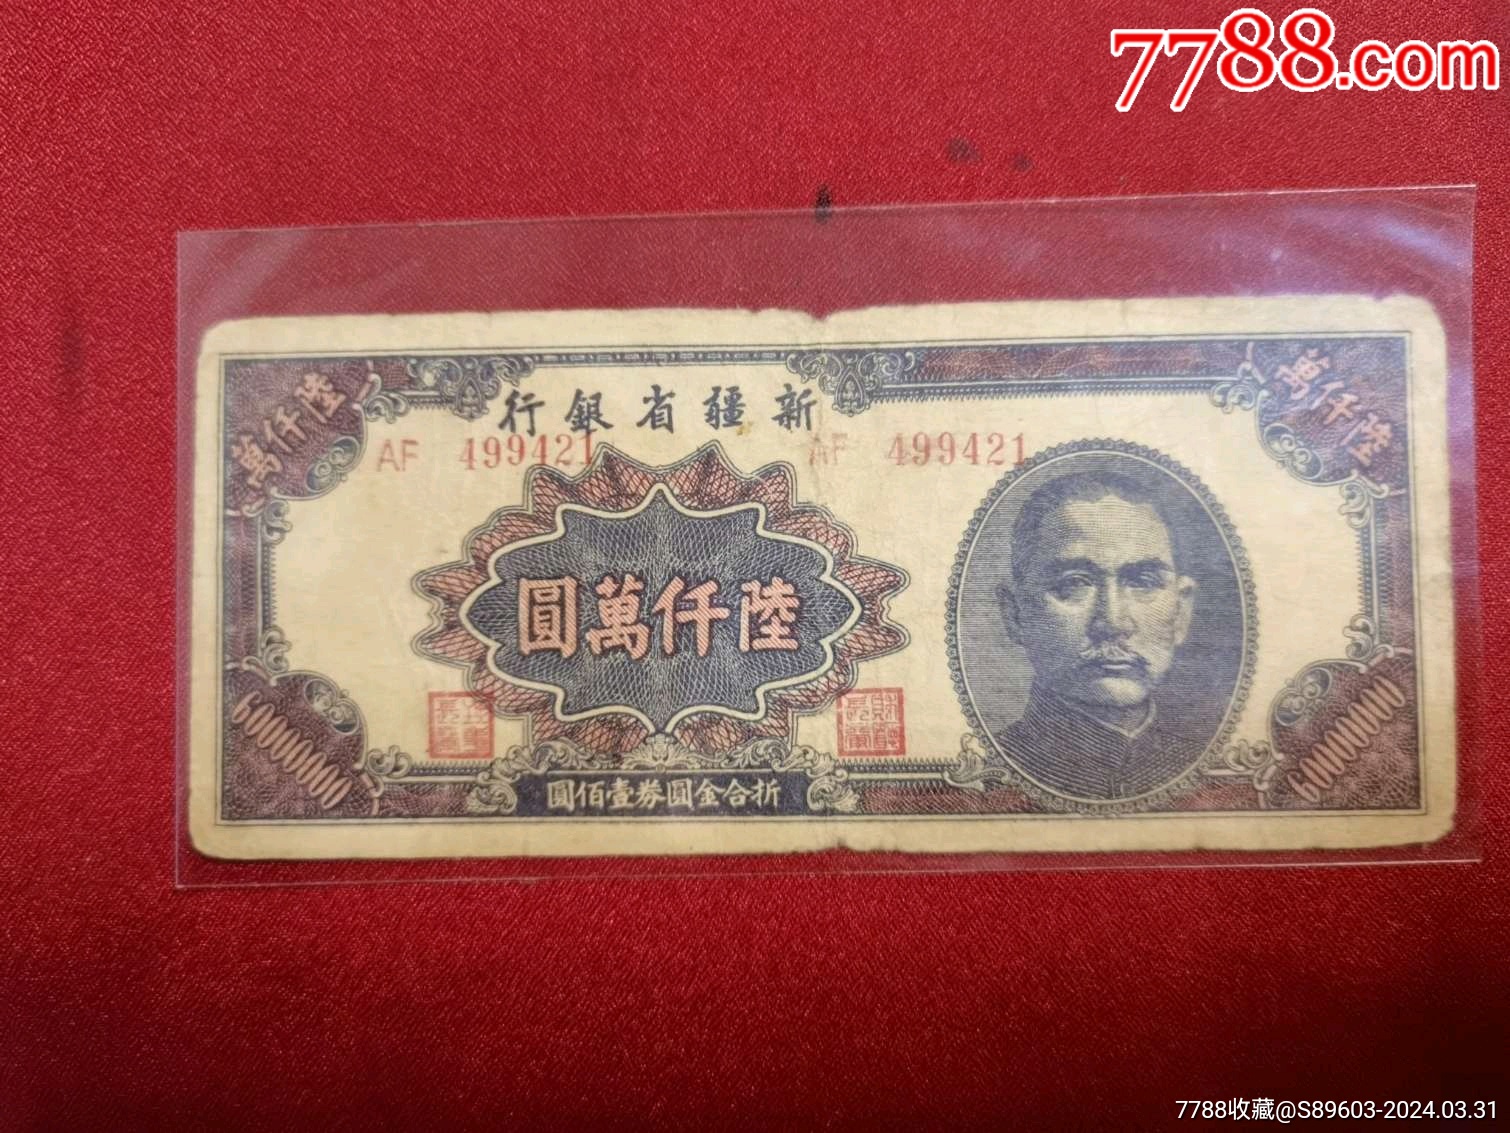 7788.com
新疆省銀行
AF 499421
AF 499421
陸仟萬
陸仟萬
陸仟萬圓
60000000
60000000
折合金圓券壹佰圓
7788收藏@S89603-2024.03.31